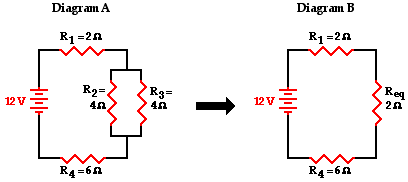 Diagram A
R1 = 2 Ω
12 V
R2 =
4 Ω
R3 =
4 Ω
R4 = 6 Ω
Diagram B
R1 = 2 Ω
12 V
Req
2 Ω
R4 = 6 Ω